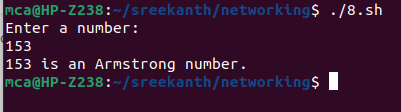 mca@HP-Z238:~/sreekanth/networking$ ./8.sh
Enter a number:
153
153 is an Armstrong number.
mca@HP-Z238:~/sreekanth/networking$